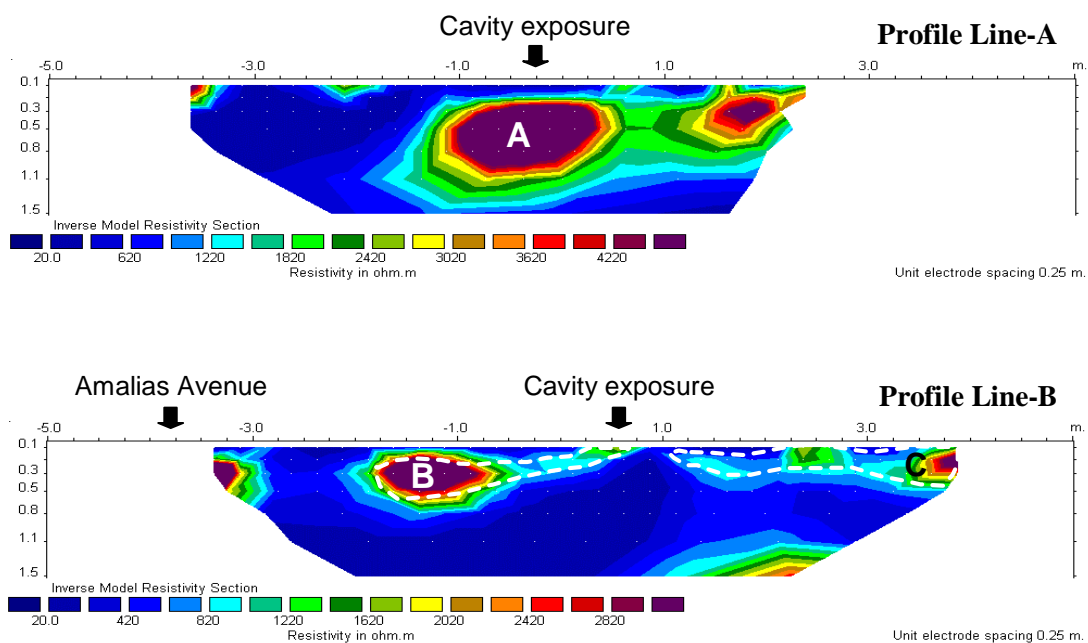 Cavity exposure
Profile Line-A
-5.0 -3.0 -1.0 1.0 3.0 m.
0.1
0.3
0.5
0.8
1.1
1.5
A
Inverse Model Resistivity Section
20.0 620 1220 1820 2420 3020 3620 4220
Resistivity in ohm.m
Unit electrode spacing 0.25 m.
Amalias Avenue
Cavity exposure
Profile Line-B
-5.0 -3.0 -1.0 1.0 3.0 m.
0.1
0.3
0.5
0.8
1.1
1.5
B
C
Inverse Model Resistivity Section
20.0 420 820 1220 1620 2020 2420 2820
Resistivity in ohm.m
Unit electrode spacing 0.25 m.